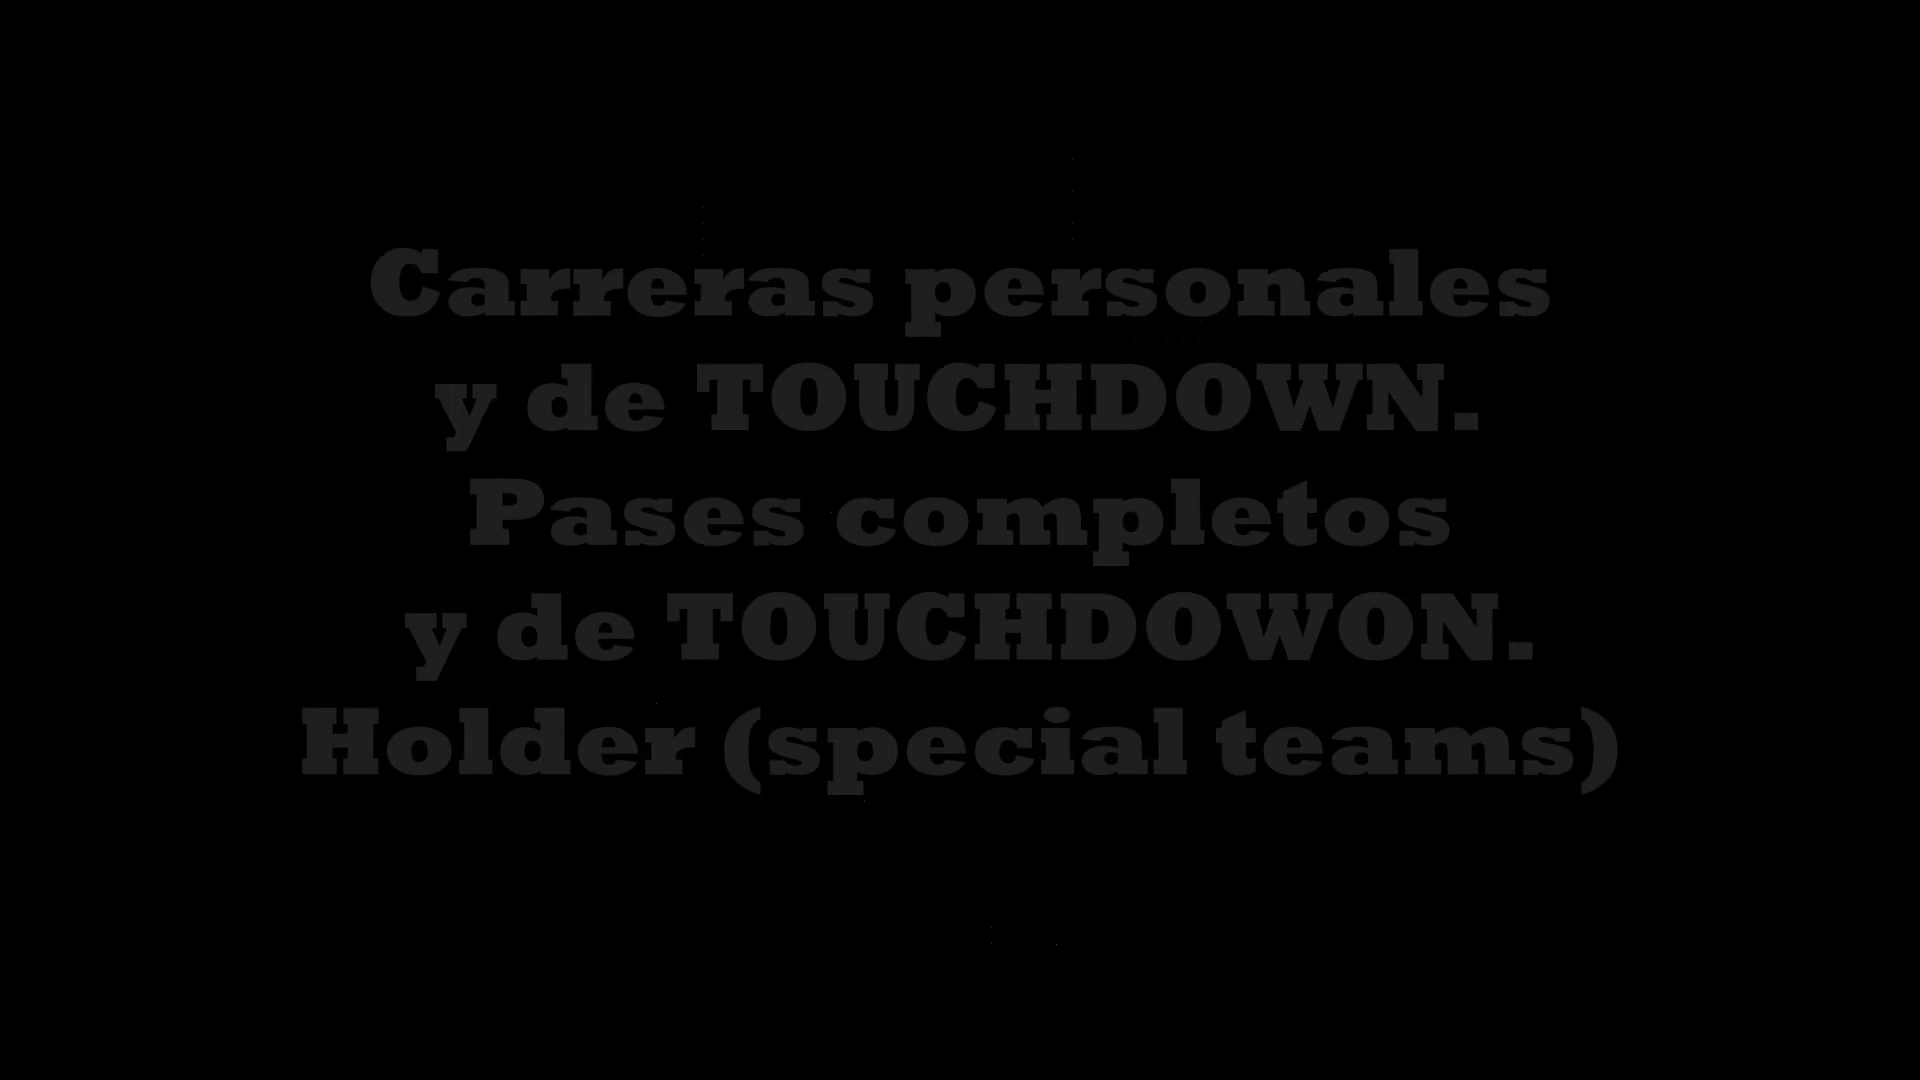 Carreras personales
y de TOUCHDOWN.
Pases completos
y de TOUCHDOWON.
Holder (special teams)